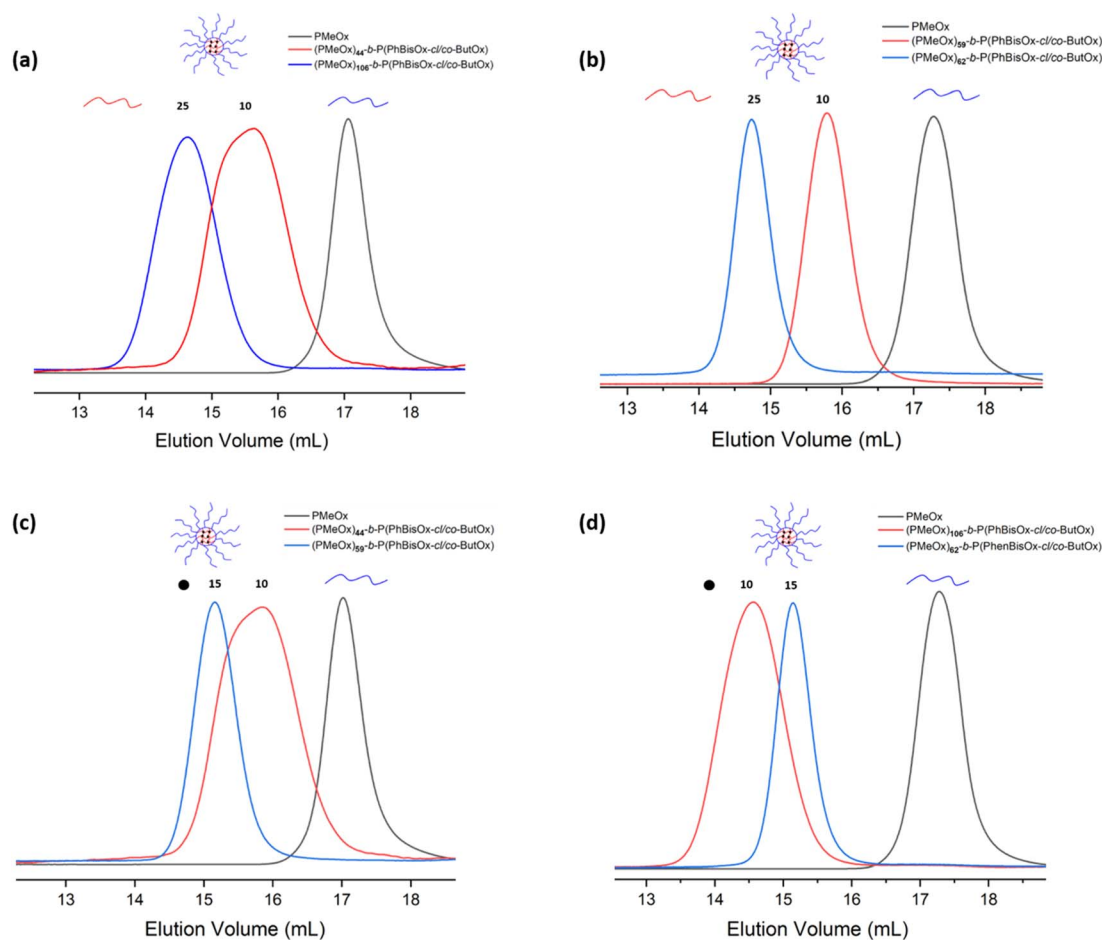 (a)
PMeOx
(PMeOx)44-b-P(PhBisOx-cl/co-ButOx)
(PMeOx)106-b-P(PhBisOx-cl/co-ButOx)
25 10
13 14 15 16 17 18
Elution Volume (mL)
(b)
PMeOx
(PMeOx)59-b-P(PhBisOx-cl/co-ButOx)
(PMeOx)62-b-P(PhBisOx-cl/co-ButOx)
25 10
13 14 15 16 17 18
Elution Volume (mL)
(c)
PMeOx
(PMeOx)44-b-P(PhBisOx-cl/co-ButOx)
(PMeOx)59-b-P(PhBisOx-cl/co-ButOx)
15 10
13 14 15 16 17 18
Elution Volume (mL)
(d)
PMeOx
(PMeOx)106-b-P(PhBisOx-cl/co-ButOx)
(PMeOx)62-b-P(PhenBisOx-cl/co-ButOx)
10 15
13 14 15 16 17 18
Elution Volume (mL)